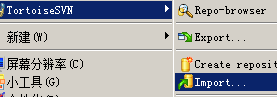 TortoiseSVN
新建(W)
屏幕分辨率(C)
小工具(G)
Repo-browser
Export...
Create reposit
Import...